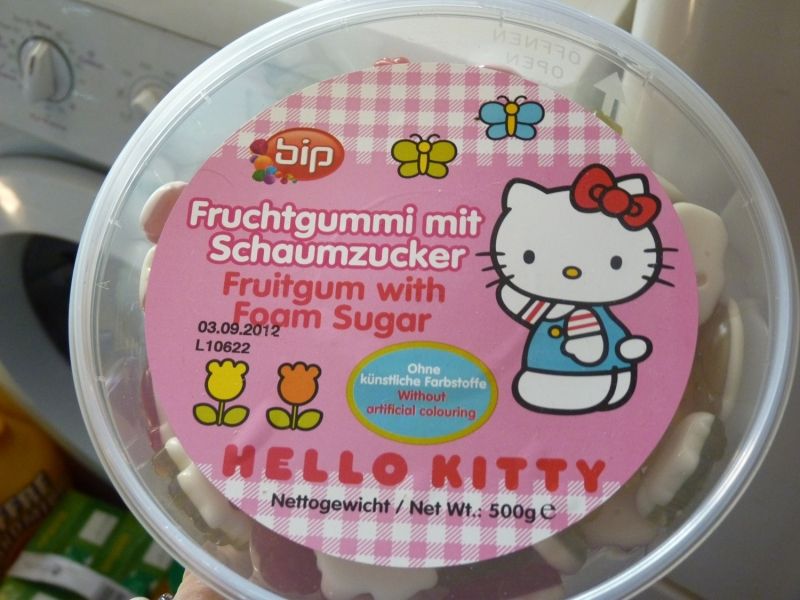 ÖFFNEN
OPEN
bip
Fruchtgummi mit
Schaumzucker
Fruitgum with
Foam Sugar
03.09.2012
L10622
Ohne
künstliche Farbstoffe
Without
artificial colouring
HELLO KITTY
Nettogewicht / Net Wt.: 500g ℮